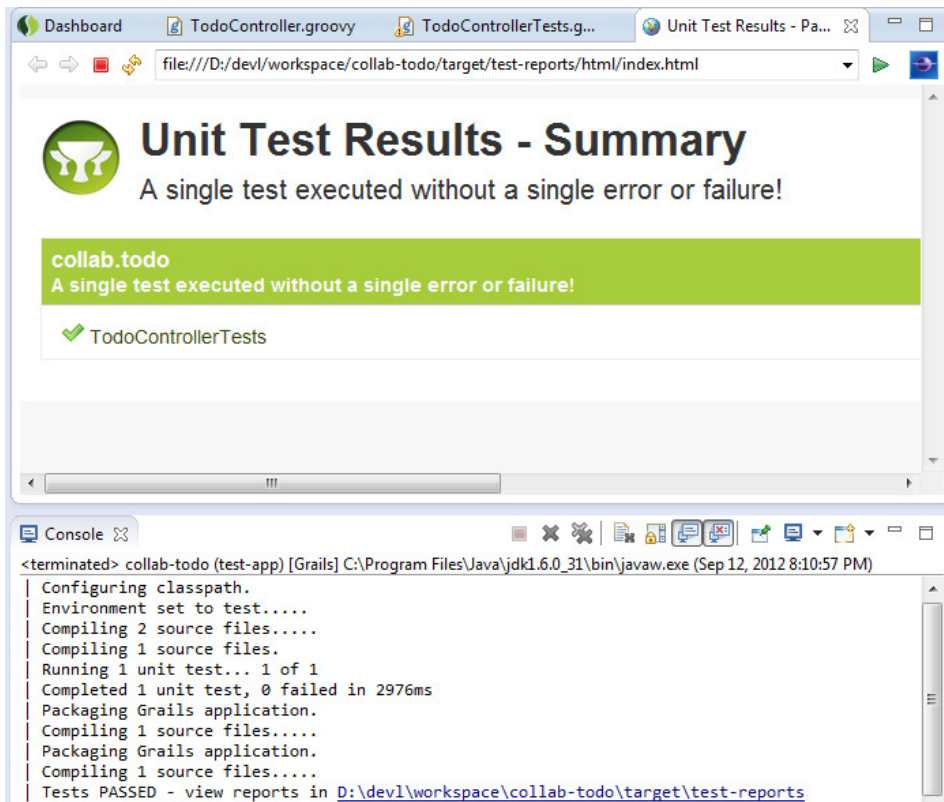 Dashboard TodoController.groovy TodoControllerTests.g... Unit Test Results - Pa...
file:///D:/devl/workspace/collab-todo/target/test-reports/html/index.html
Unit Test Results - Summary
A single test executed without a single error or failure!
collab.todo
A single test executed without a single error or failure!
TodoControllerTests
Console
<terminated> collab-todo (test-app) [Grails] C:\Program Files\Java\jdk1.6.0_31\bin\javaw.exe (Sep 12, 2012 8:10:57 PM)
| Configuring classpath.
| Environment set to test.....
| Compiling 2 source files.....
| Compiling 1 source files.
| Running 1 unit test... 1 of 1
| Completed 1 unit test, 0 failed in 2976ms
| Packaging Grails application.
| Compiling 1 source files.....
| Packaging Grails application.
| Compiling 1 source files.....
| Tests PASSED - view reports in D:\devl\workspace\collab-todo\target\test-reports